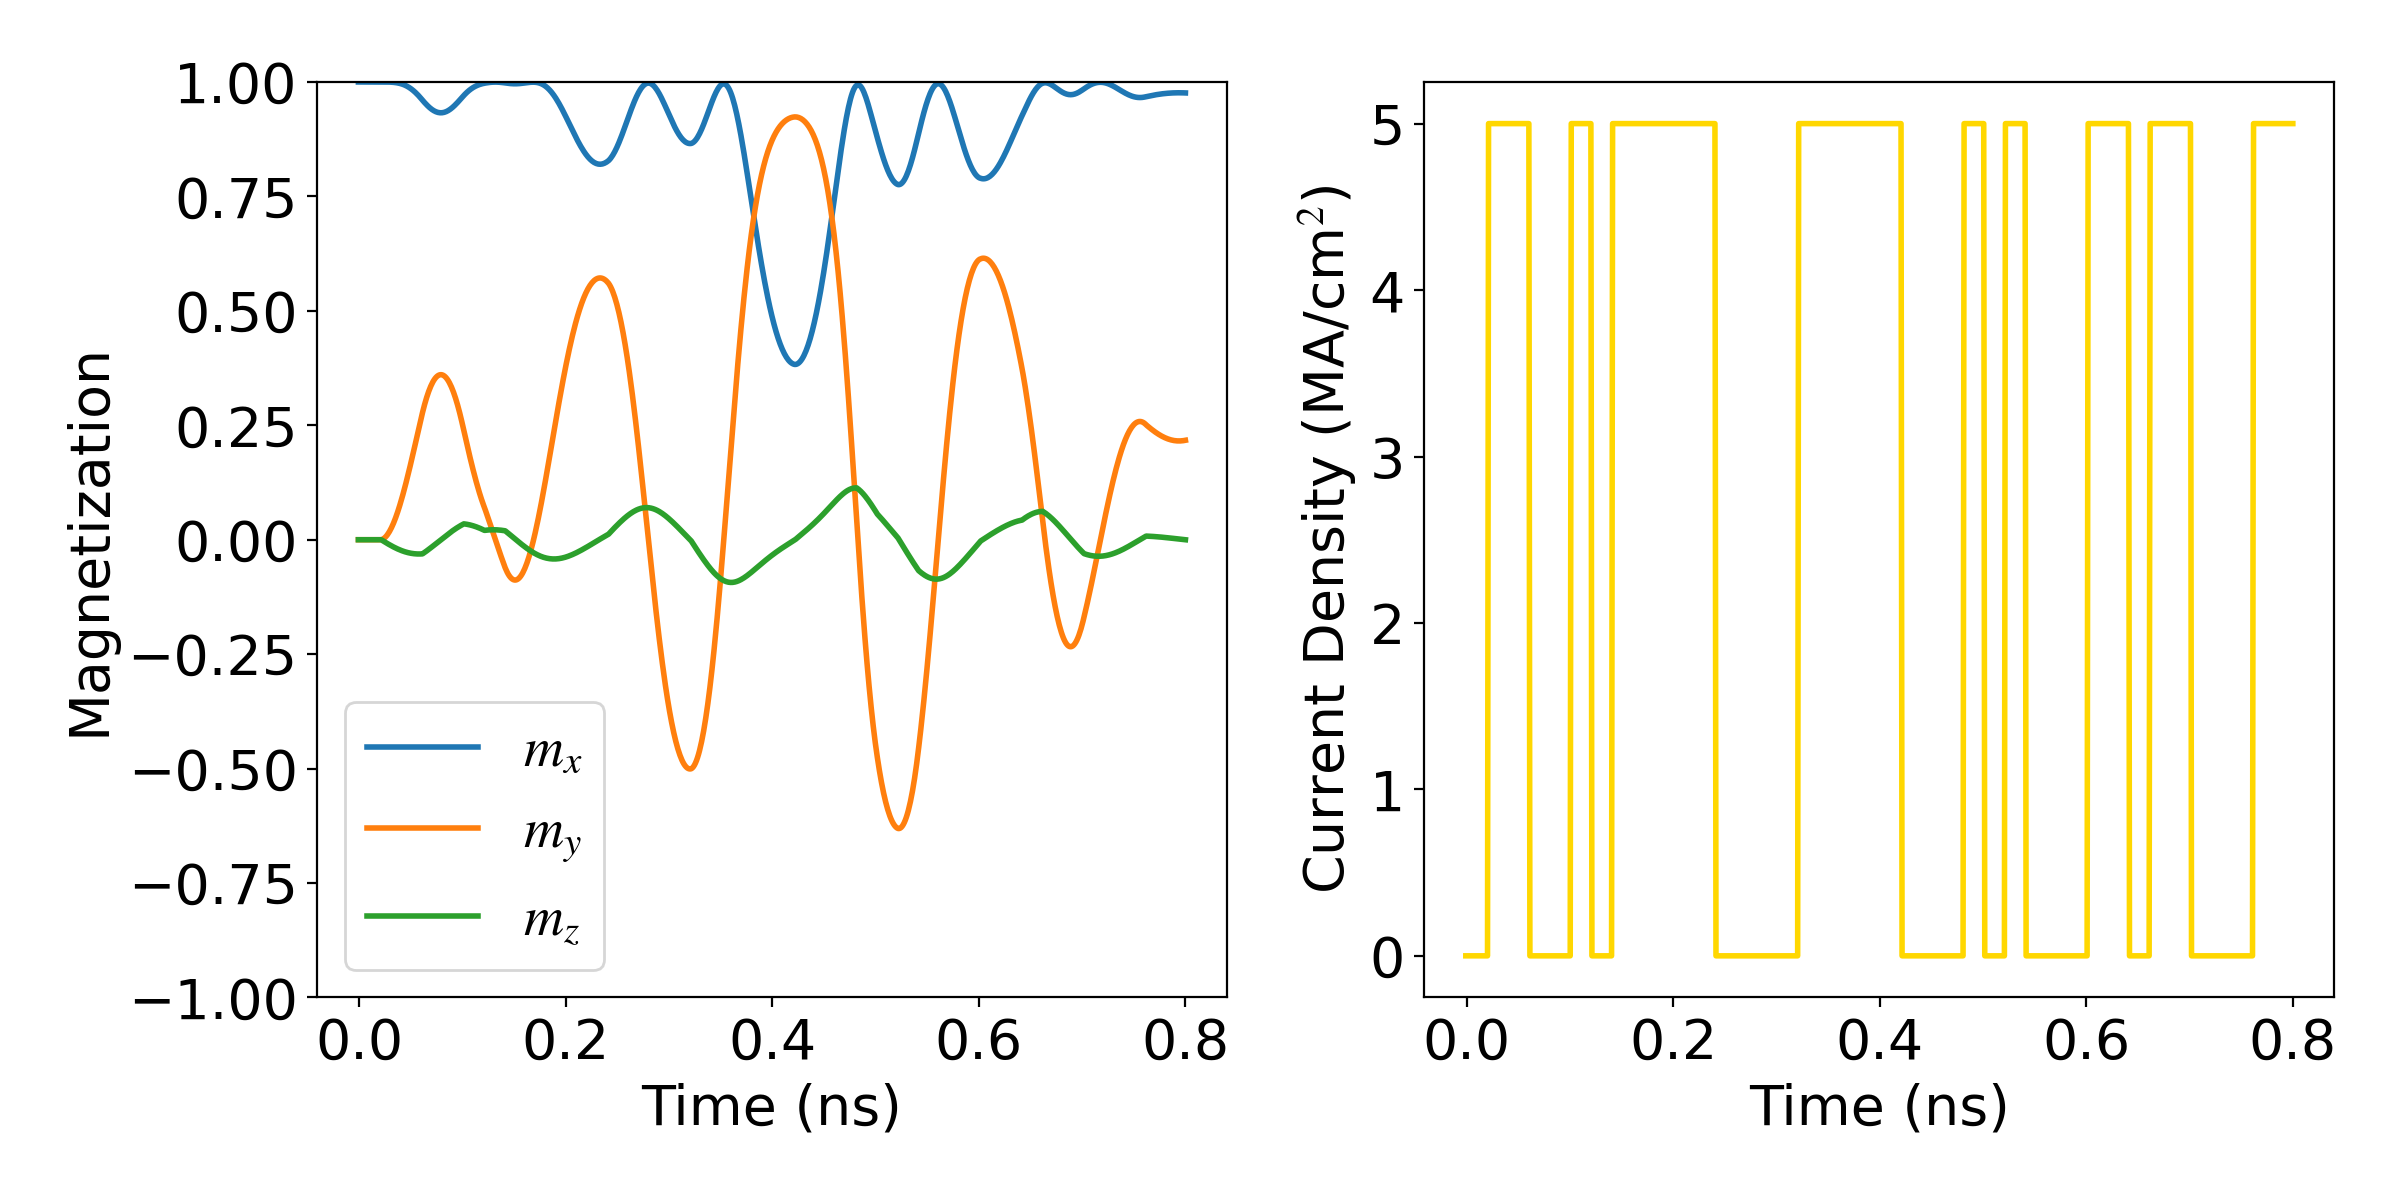 Magnetization
1.00
0.75
0.50
0.25
0.00
−0.25
−0.50
−0.75
−1.00
m_x
m_y
m_z
0.0 0.2 0.4 0.6 0.8
Time (ns)
Current Density (MA/cm²)
5
4
3
2
1
0
0.0 0.2 0.4 0.6 0.8
Time (ns)